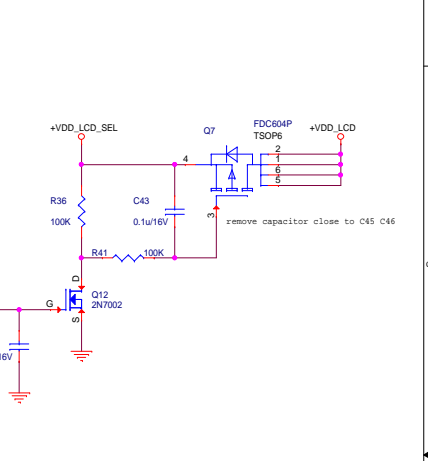 +VDD_LCD_SEL
Q7
FDC604P
TSOP6
+VDD_LCD
4
2
1
6
5
3
R36
100K
C43
0.1u/16V
remove capacitor close to C45 C46
R41
100K
D
G
S
Q12
2N7002
16V